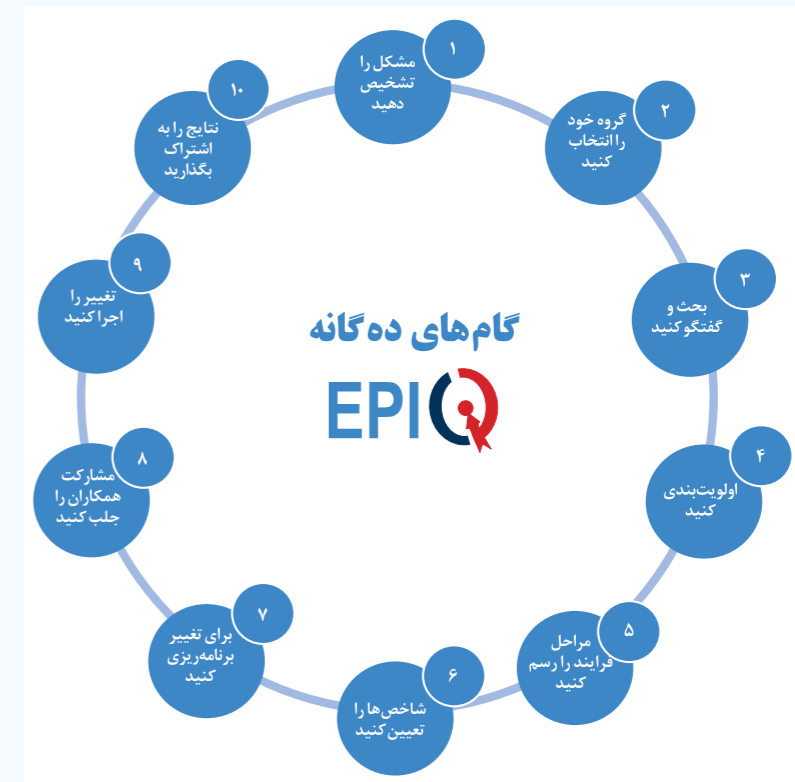 ۱
مشکل را
تشخیص
دهید
۲
گروه خود
را انتخاب
کنید
۳
بحث و
گفتگو کنید
۴
اولویت‌بندی
کنید
۵
مراحل
فرایند را رسم
کنید
۶
شاخص‌ها را
تعیین کنید
۷
برای تغییر
برنامه‌ریزی
کنید
۸
مشارکت
همکاران را
جلب کنید
۹
تغییر را
اجرا کنید
۱۰
نتایج را به
اشتراک
بگذارید
گام‌های ده گانه
EPIQ